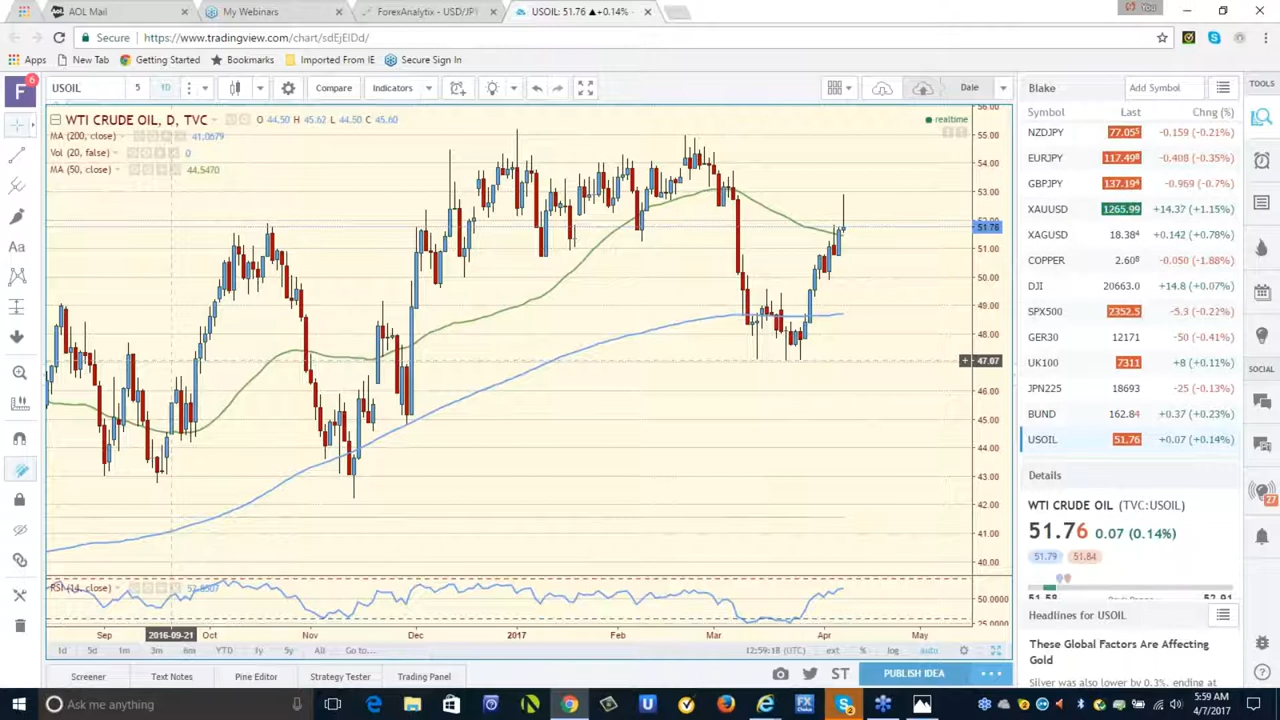 AOL Mail
My Webinars
ForexAnalytix - USD/JPY
USOIL: 51.76 ▲+0.14%
You
Secure
https://www.tradingview.com/chart/sdEjEIDd/
Apps
New Tab
Getting Started
Bookmarks
Imported From IE
Secure Sign In
F
6
USOIL
5
1D
Compare
Indicators
Date
WTI CRUDE OIL, D, TVC
O 44.50 H 45.62 L 44.50 C 45.60
realtime
MA (200, close)
41.0679
Vol (20, false)
0
MA (50, close)
44.5470
56.00
55.00
54.00
53.00
52.00
51.76
51.00
50.00
49.00
48.00
47.07
46.00
45.00
44.00
43.00
42.00
41.00
40.00
RSI (14, close)
50.0000
25.0000
Sep
2016-09-21
Oct
Nov
Dec
2017
Feb
Mar
Apr
May
1d
5d
1m
3m
6m
YTD
1y
5y
All
Go to...
12:59:18 (UTC)
ext
%
log
auto
Screener
Text Notes
Pine Editor
Strategy Tester
Trading Panel
ST
PUBLISH IDEA
Blake
Add Symbol
Symbol Last Chng (%)
NZDJPY 77.055 -0.159 (-0.21%)
EURJPY 117.498 -0.408 (-0.35%)
GBPJPY 137.194 -0.969 (-0.7%)
XAUUSD 1265.99 +14.37 (+1.15%)
XAGUSD 18.384 +0.142 (+0.78%)
COPPER 2.608 -0.050 (-1.88%)
DJI 20663.0 +14.8 (+0.07%)
SPX500 2352.5 -5.3 (-0.22%)
GER30 12171 -50 (-0.41%)
UK100 7311 +8 (+0.11%)
JPN225 18693 -25 (-0.13%)
BUND 162.84 +0.37 (+0.23%)
USOIL 51.76 +0.07 (+0.14%)
Details
WTI CRUDE OIL (TVC:USOIL)
51.76 0.07 (0.14%)
51.79 51.84
51.58
52.91
Headlines for USOIL
These Global Factors Are Affecting
Gold
Silver was also lower by 0.3%, ending at
TOOLS
SOCIAL
27
Ask me anything
5:59 AM
4/7/2017